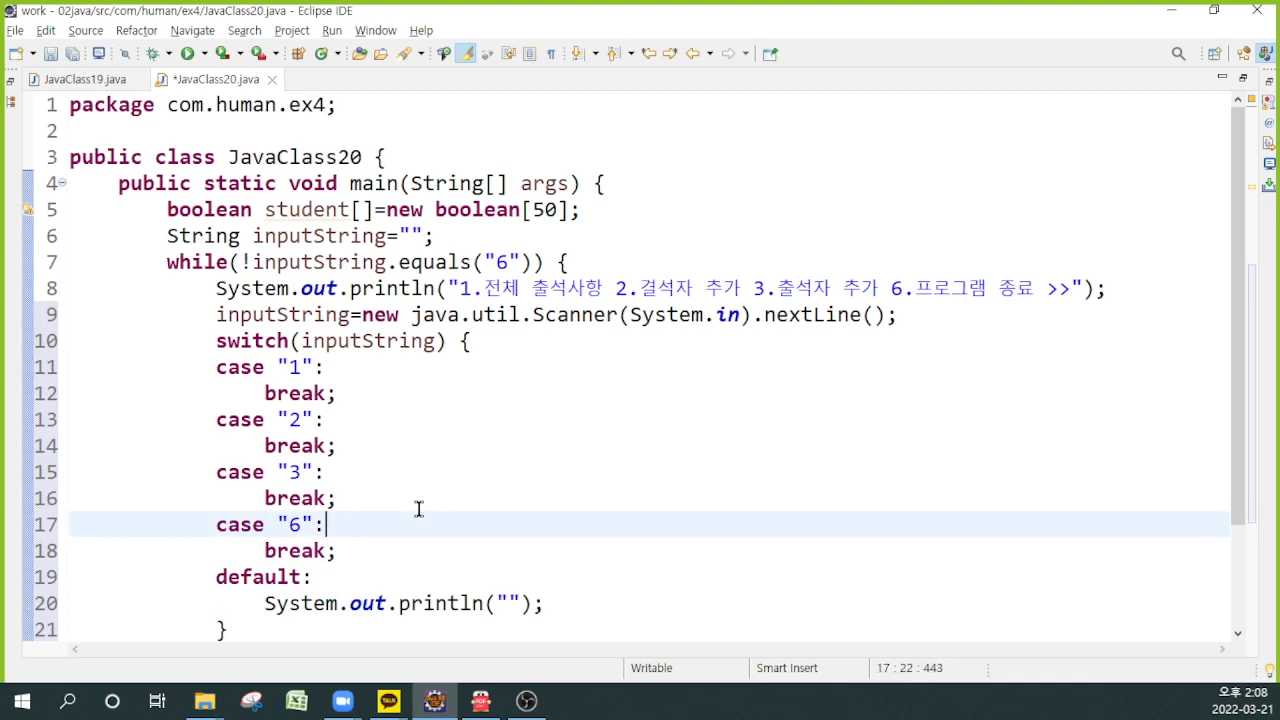 work - 02java/src/com/human/ex4/JavaClass20.java - Eclipse IDE
File Edit Source Refactor Navigate Search Project Run Window Help
JavaClass19.java *JavaClass20.java
1 package com.human.ex4;
2
3 public class JavaClass20 {
4 public static void main(String[] args) {
5 boolean student[]=new boolean[50];
6 String inputString="";
7 while(!inputString.equals("6")) {
8 System.out.println("1.전체 출석사항 2.결석자 추가 3.출석자 추가 6.프로그램 종료 >>");
9 inputString=new java.util.Scanner(System.in).nextLine();
10 switch(inputString) {
11 case "1":
12 break;
13 case "2":
14 break;
15 case "3":
16 break;
17 case "6":
18 break;
19 default:
20 System.out.println("");
21 }
Writable Smart Insert 17 : 22 : 443
TALK
PDF
오후 2:08
2022-03-21